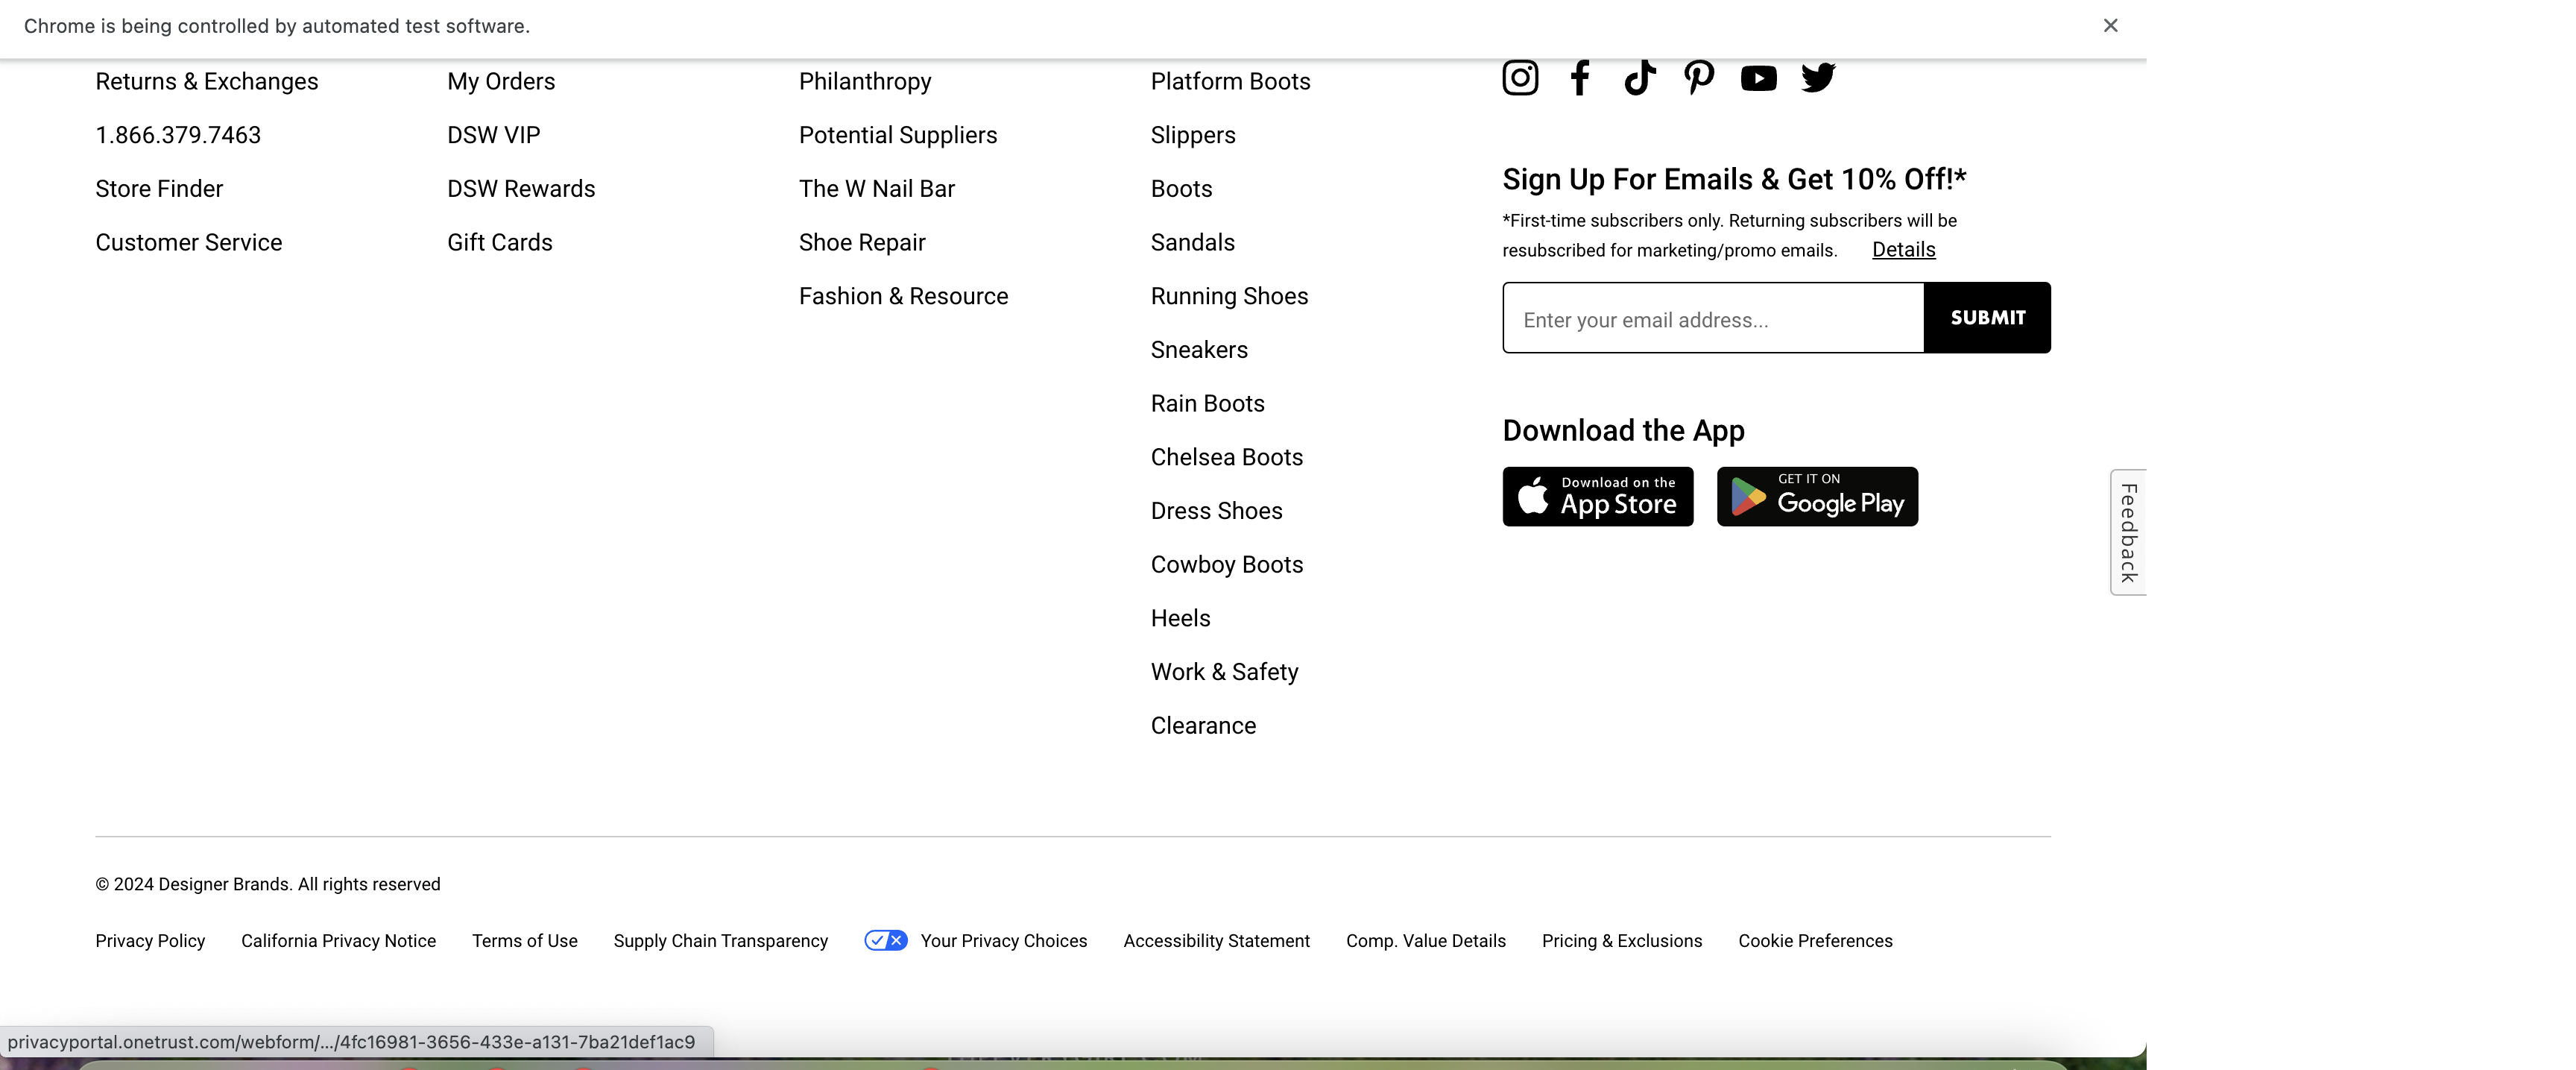 Chrome is being controlled by automated test software.
Returns & Exchanges
1.866.379.7463
Store Finder
Customer Service
My Orders
DSW VIP
DSW Rewards
Gift Cards
Philanthropy
Potential Suppliers
The W Nail Bar
Shoe Repair
Fashion & Resource
Platform Boots
Slippers
Boots
Sandals
Running Shoes
Sneakers
Rain Boots
Chelsea Boots
Dress Shoes
Cowboy Boots
Heels
Work & Safety
Clearance
Sign Up For Emails & Get 10% Off!*
*First-time subscribers only. Returning subscribers will be
resubscribed for marketing/promo emails. Details
Enter your email address...
SUBMIT
Download the App
Download on the
App Store
GET IT ON
Google Play
Feedback
© 2024 Designer Brands. All rights reserved
Privacy Policy California Privacy Notice Terms of Use Supply Chain Transparency Your Privacy Choices Accessibility Statement Comp. Value Details Pricing & Exclusions Cookie Preferences
privacyportal.onetrust.com/webform/.../4fc16981-3656-433e-a131-7ba21def1ac9